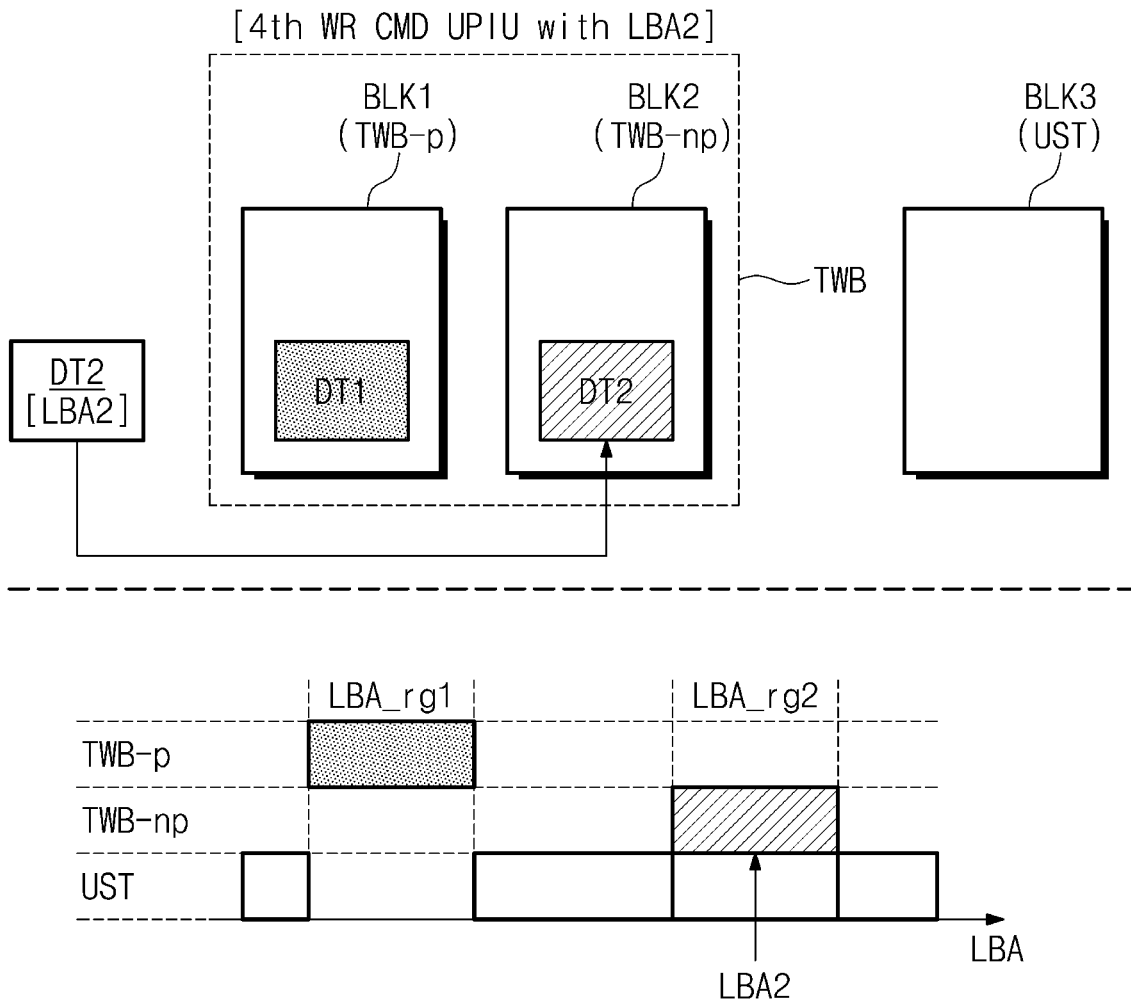 [4th WR CMD UPIU with LBA2]
BLK1
(TWB-p)
BLK2
(TWB-np)
BLK3
(UST)
TWB
DT2
[LBA2]
DT1
DT2
LBA_rg1
LBA_rg2
TWB-p
TWB-np
UST
LBA
LBA2